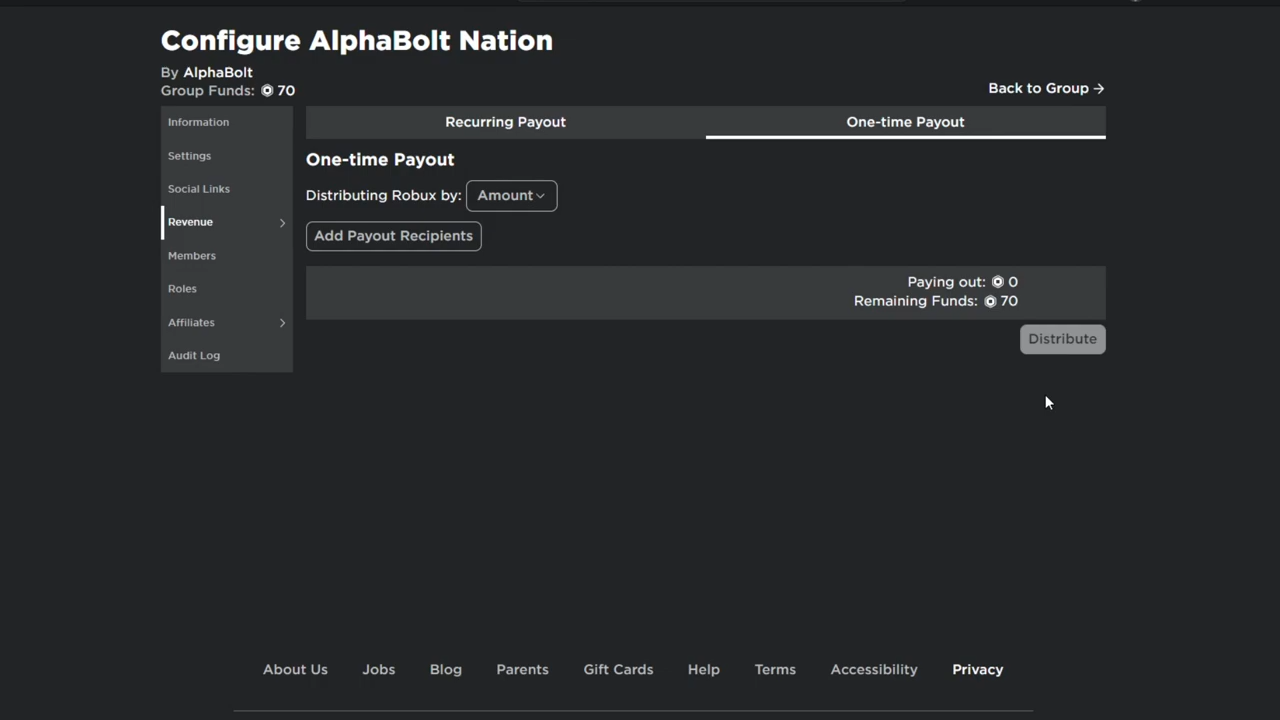 Configure AlphaBolt Nation
By AlphaBolt
Group Funds: 70
Back to Group →
Information
Settings
Social Links
Revenue
Members
Roles
Affiliates
Audit Log
Recurring Payout
One-time Payout
One-time Payout
Distributing Robux by: Amount
Add Payout Recipients
Paying out: 0
Remaining Funds: 70
Distribute
About Us Jobs Blog Parents Gift Cards Help Terms Accessibility Privacy